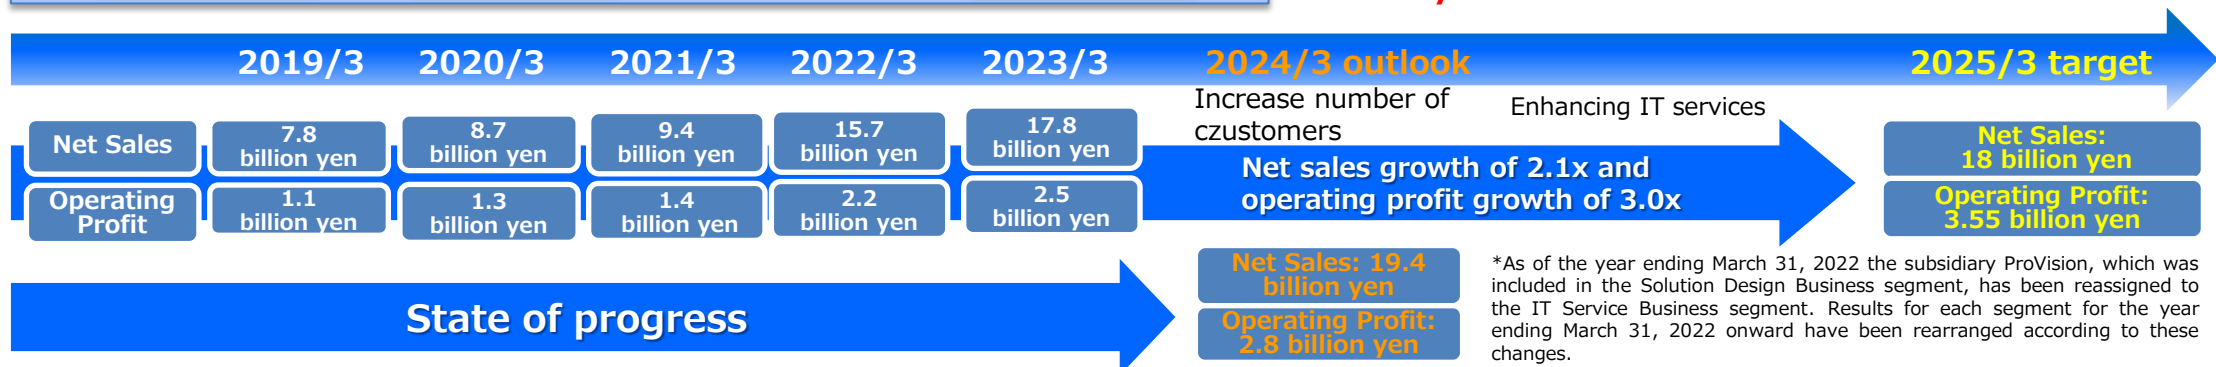 2019/3 2020/3 2021/3 2022/3 2023/3 2024/3 outlook 2025/3 target
Increase number of
czustomers
Enhancing IT services
Net Sales
7.8
billion yen
8.7
billion yen
9.4
billion yen
15.7
billion yen
17.8
billion yen
Operating
Profit
1.1
billion yen
1.3
billion yen
1.4
billion yen
2.2
billion yen
2.5
billion yen
Net sales growth of 2.1x and
operating profit growth of 3.0x
Net Sales:
18 billion yen
Operating Profit:
3.55 billion yen
State of progress
Net Sales: 19.4
billion yen
Operating Profit:
2.8 billion yen
*As of the year ending March 31, 2022 the subsidiary ProVision, which was
included in the Solution Design Business segment, has been reassigned to
the IT Service Business segment. Results for each segment for the year
ending March 31, 2022 onward have been rearranged according to these
changes.